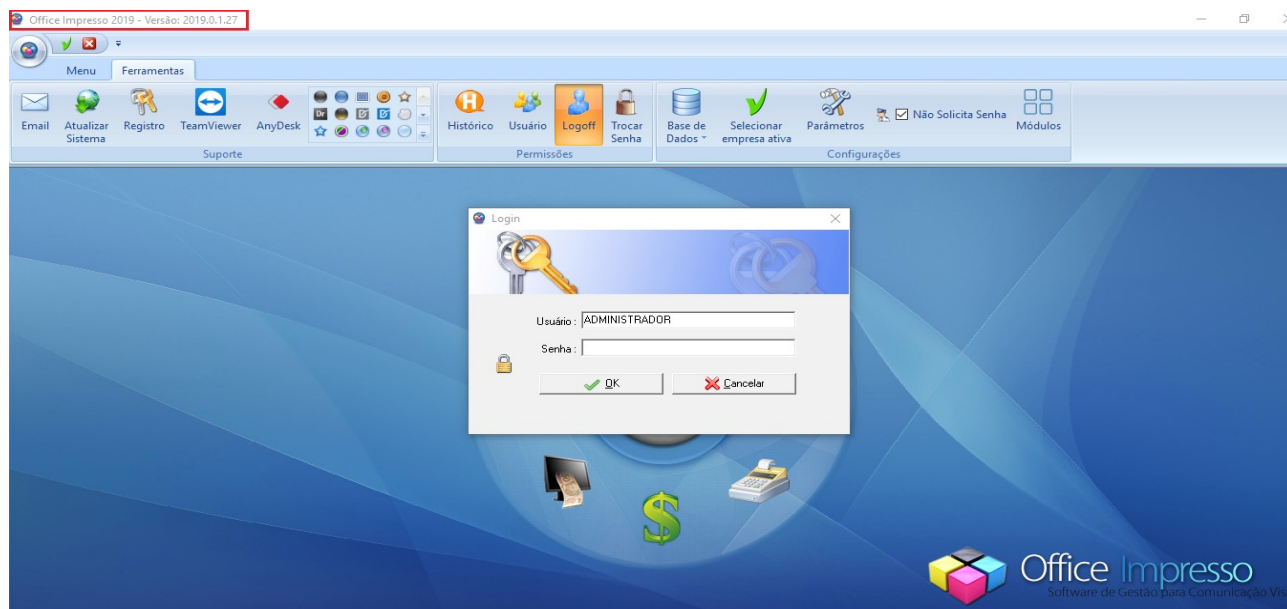 Office Impresso 2019 - Versão: 2019.0.1.27
Menu Ferramentas
Email
Atualizar Sistema
Registro
TeamViewer
AnyDesk
Dr
Suporte
Histórico
Usuário
Logoff
Trocar Senha
Permissões
Base de Dados
Selecionar empresa ativa
Parâmetros
Não Solicita Senha
Módulos
Configurações
Login
Usuário : ADMINISTRADOR
Senha :
OK Cancelar
Office Impresso
Software de Gestão para Comunicação Vis